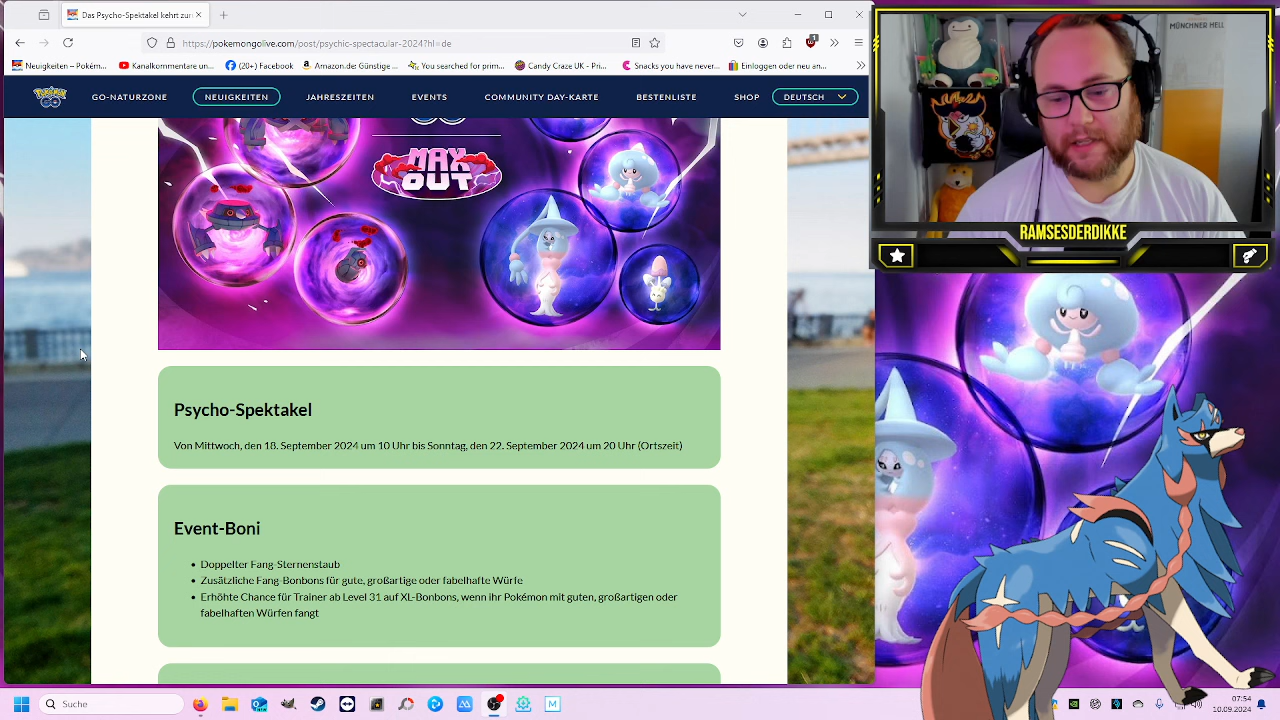 Das Psycho-Spektakel kehrt zur
https://pokemongolive.com/post/psychic-spectacular-2024?hl=de
1
Neuigkeiten – Pokém...
Kanalkommentare un...
(20+) Facebook
Amazon.de Günstige ...
You searched for prim...
Candy Craze UK - Pri...
Snacks you have never...
Einloggen oder neu an...
GO-NATURZONE
NEUIGKEITEN
JAHRESZEITEN
EVENTS
COMMUNITY-DAY-KARTE
BESTENLISTE
SHOP
DEUTSCH
MAX
OUT
MÜNCHNER HELL
RAMSESDERDIKKE
Psycho-Spektakel
Von Mittwoch, den 18. September 2024 um 10 Uhr bis Sonntag, den 22. September 2024 um 20 Uhr (Ortszeit)
Event-Boni
Doppelter Fang-Sternenstaub
Zusätzliche Fang-Bonbons für gute, großartige oder fabelhafte Würfe
Erhöhte Chance für Trainer ab Level 31 auf XL-Bonbons, wenn ihr Pokémon mit guten, großartigen oder
fabelhaften Würfen fangt
Suche
07:54
10.09.2024